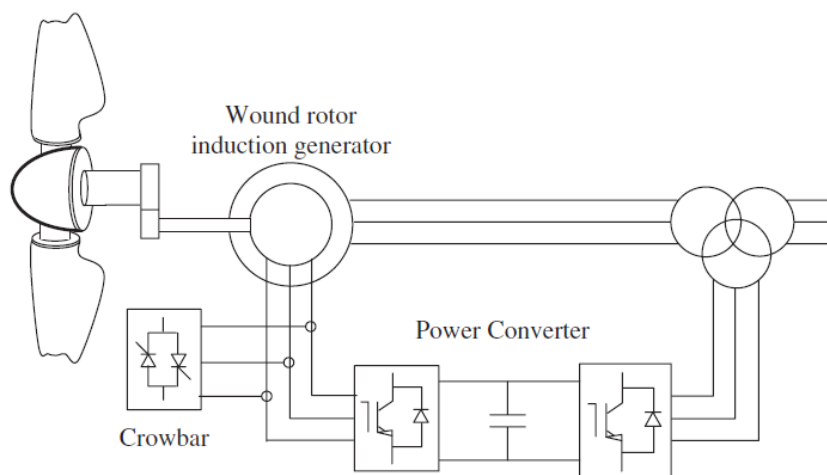 Wound rotor
induction generator
Power Converter
Crowbar